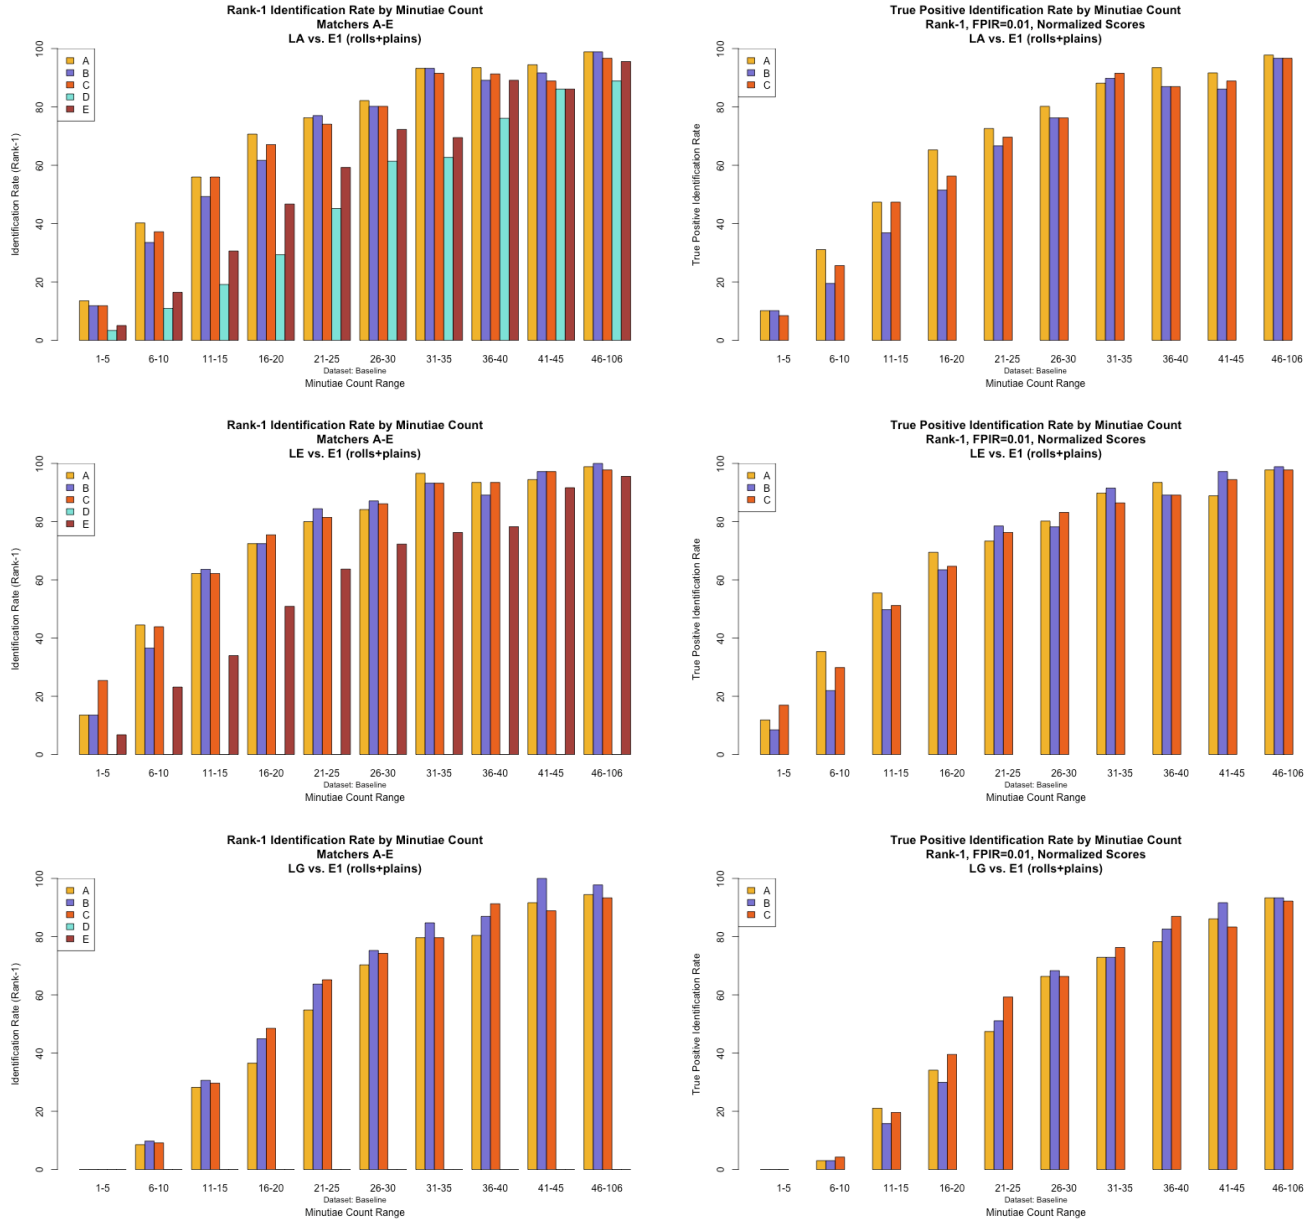 Rank-1 Identification Rate by Minutiae Count
Matchers A-E
LA vs. E1 (rolls+plains)
A
B
C
D
E
Identification Rate (Rank-1)
0 20 40 60 80 100
1-5 6-10 11-15 16-20 21-25 26-30 31-35 36-40 41-45 46-106
Dataset: Baseline
Minutiae Count Range
True Positive Identification Rate by Minutiae Count
Rank-1, FPIR=0.01, Normalized Scores
LA vs. E1 (rolls+plains)
A
B
C
True Positive Identification Rate
0 20 40 60 80 100
1-5 6-10 11-15 16-20 21-25 26-30 31-35 36-40 41-45 46-106
Dataset: Baseline
Minutiae Count Range
Rank-1 Identification Rate by Minutiae Count
Matchers A-E
LE vs. E1 (rolls+plains)
A
B
C
D
E
Identification Rate (Rank-1)
0 20 40 60 80 100
1-5 6-10 11-15 16-20 21-25 26-30 31-35 36-40 41-45 46-106
Dataset: Baseline
Minutiae Count Range
True Positive Identification Rate by Minutiae Count
Rank-1, FPIR=0.01, Normalized Scores
LE vs. E1 (rolls+plains)
A
B
C
True Positive Identification Rate
0 20 40 60 80 100
1-5 6-10 11-15 16-20 21-25 26-30 31-35 36-40 41-45 46-106
Dataset: Baseline
Minutiae Count Range
Rank-1 Identification Rate by Minutiae Count
Matchers A-E
LG vs. E1 (rolls+plains)
A
B
C
D
E
Identification Rate (Rank-1)
0 20 40 60 80 100
1-5 6-10 11-15 16-20 21-25 26-30 31-35 36-40 41-45 46-106
Dataset: Baseline
Minutiae Count Range
True Positive Identification Rate by Minutiae Count
Rank-1, FPIR=0.01, Normalized Scores
LG vs. E1 (rolls+plains)
A
B
C
True Positive Identification Rate
0 20 40 60 80 100
1-5 6-10 11-15 16-20 21-25 26-30 31-35 36-40 41-45 46-106
Dataset: Baseline
Minutiae Count Range